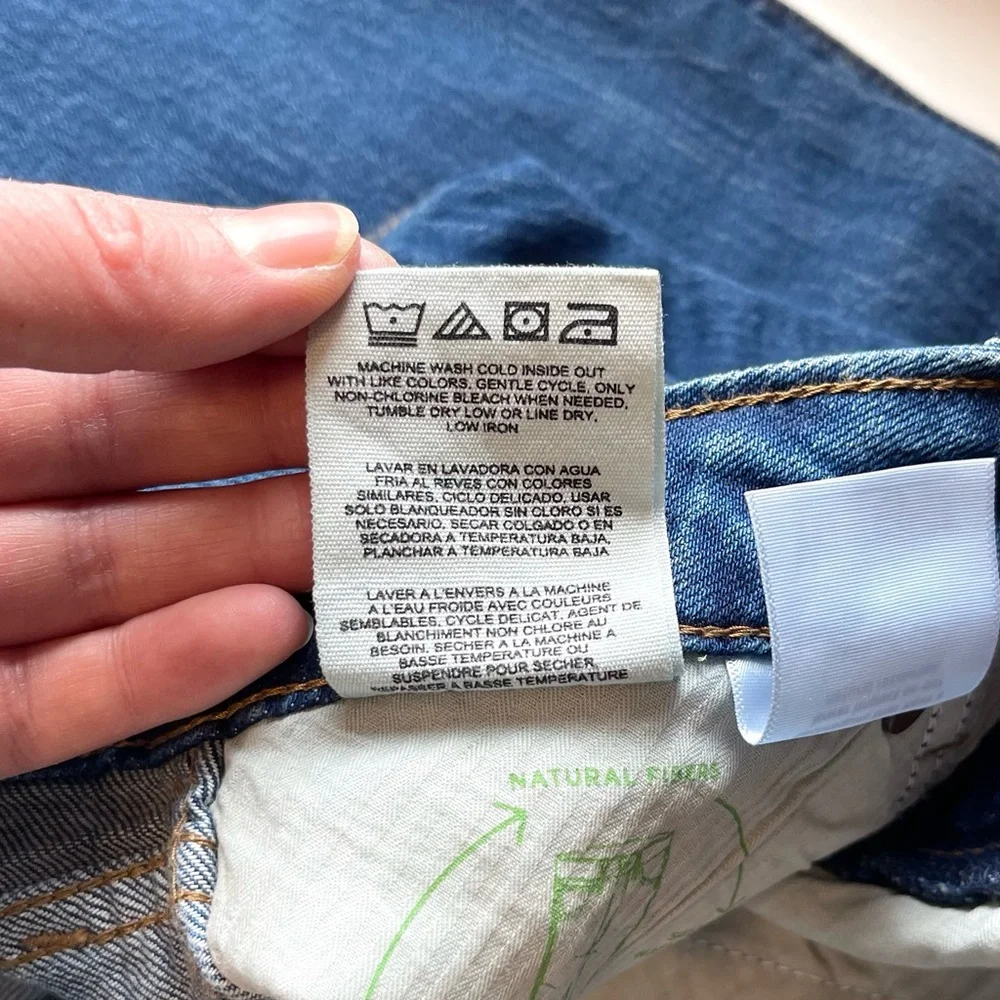 MACHINE WASH COLD INSIDE OUT
WITH LIKE COLORS, GENTLE CYCLE, ONLY
NON-CHLORINE BLEACH WHEN NEEDED,
TUMBLE DRY LOW OR LINE DRY,
LOW IRON
LAVAR EN LAVADORA CON AGUA
FRIA AL REVES CON COLORES
SIMILARES, CICLO DELICADO, USAR
SOLO BLANQUEADOR SIN CLORO SI ES
NECESARIO, SECAR COLGADO O EN
SECADORA A TEMPERATURA BAJA,
PLANCHAR A TEMPERATURA BAJA
LAVER A L'ENVERS A LA MACHINE
A L'EAU FROIDE AVEC COULEURS
SEMBLABLES, CYCLE DELICAT, AGENT DE
BLANCHIMENT NON CHLORE AU
BESOIN, SECHER A LA MACHINE A
BASSE TEMPERATURE OU
SUSPENDRE POUR SECHER,
REPASSER A BASSE TEMPERATURE
NATURAL FIBERS